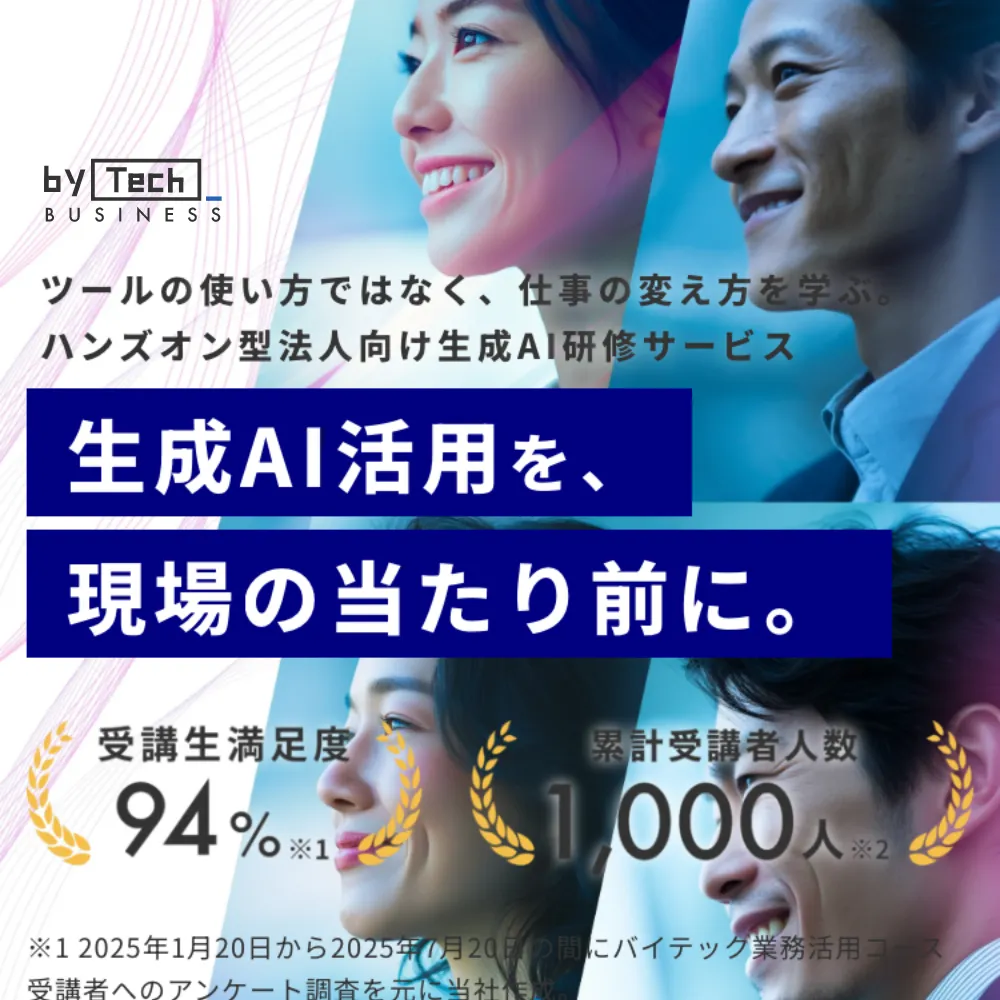 by Tech_
BUSINESS
ツールの使い方ではなく、仕事の変え方を学ぶ。
ハンズオン型法人向け生成AI研修サービス
生成AI活用を、
現場の当たり前に。
受講生満足度
94%※1
累計受講者人数
1,000人※2
※1 2025年1月20日から2025年7月20日の間にバイテック業務活用コース
受講者へのアンケート調査を元に当社作成。